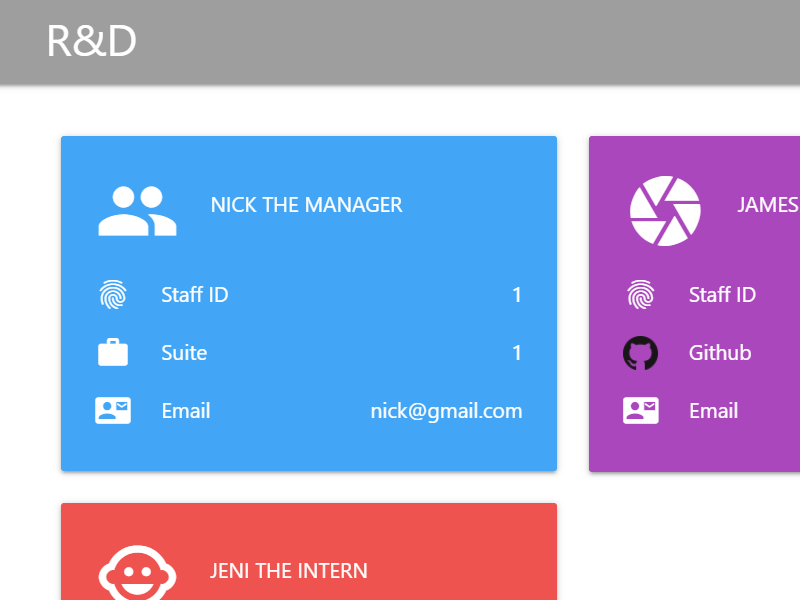 R&D
NICK THE MANAGER
Staff ID 1
Suite 1
Email nick@gmail.com
JAMES
Staff ID
Github
Email
JENI THE INTERN